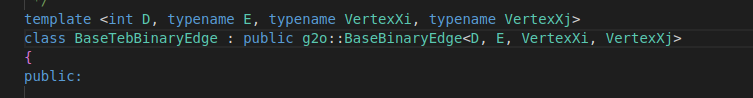 */
template <int D, typename E, typename VertexXi, typename VertexXj>
class BaseTebBinaryEdge : public g2o::BaseBinaryEdge<D, E, VertexXi, VertexXj>
{
public: